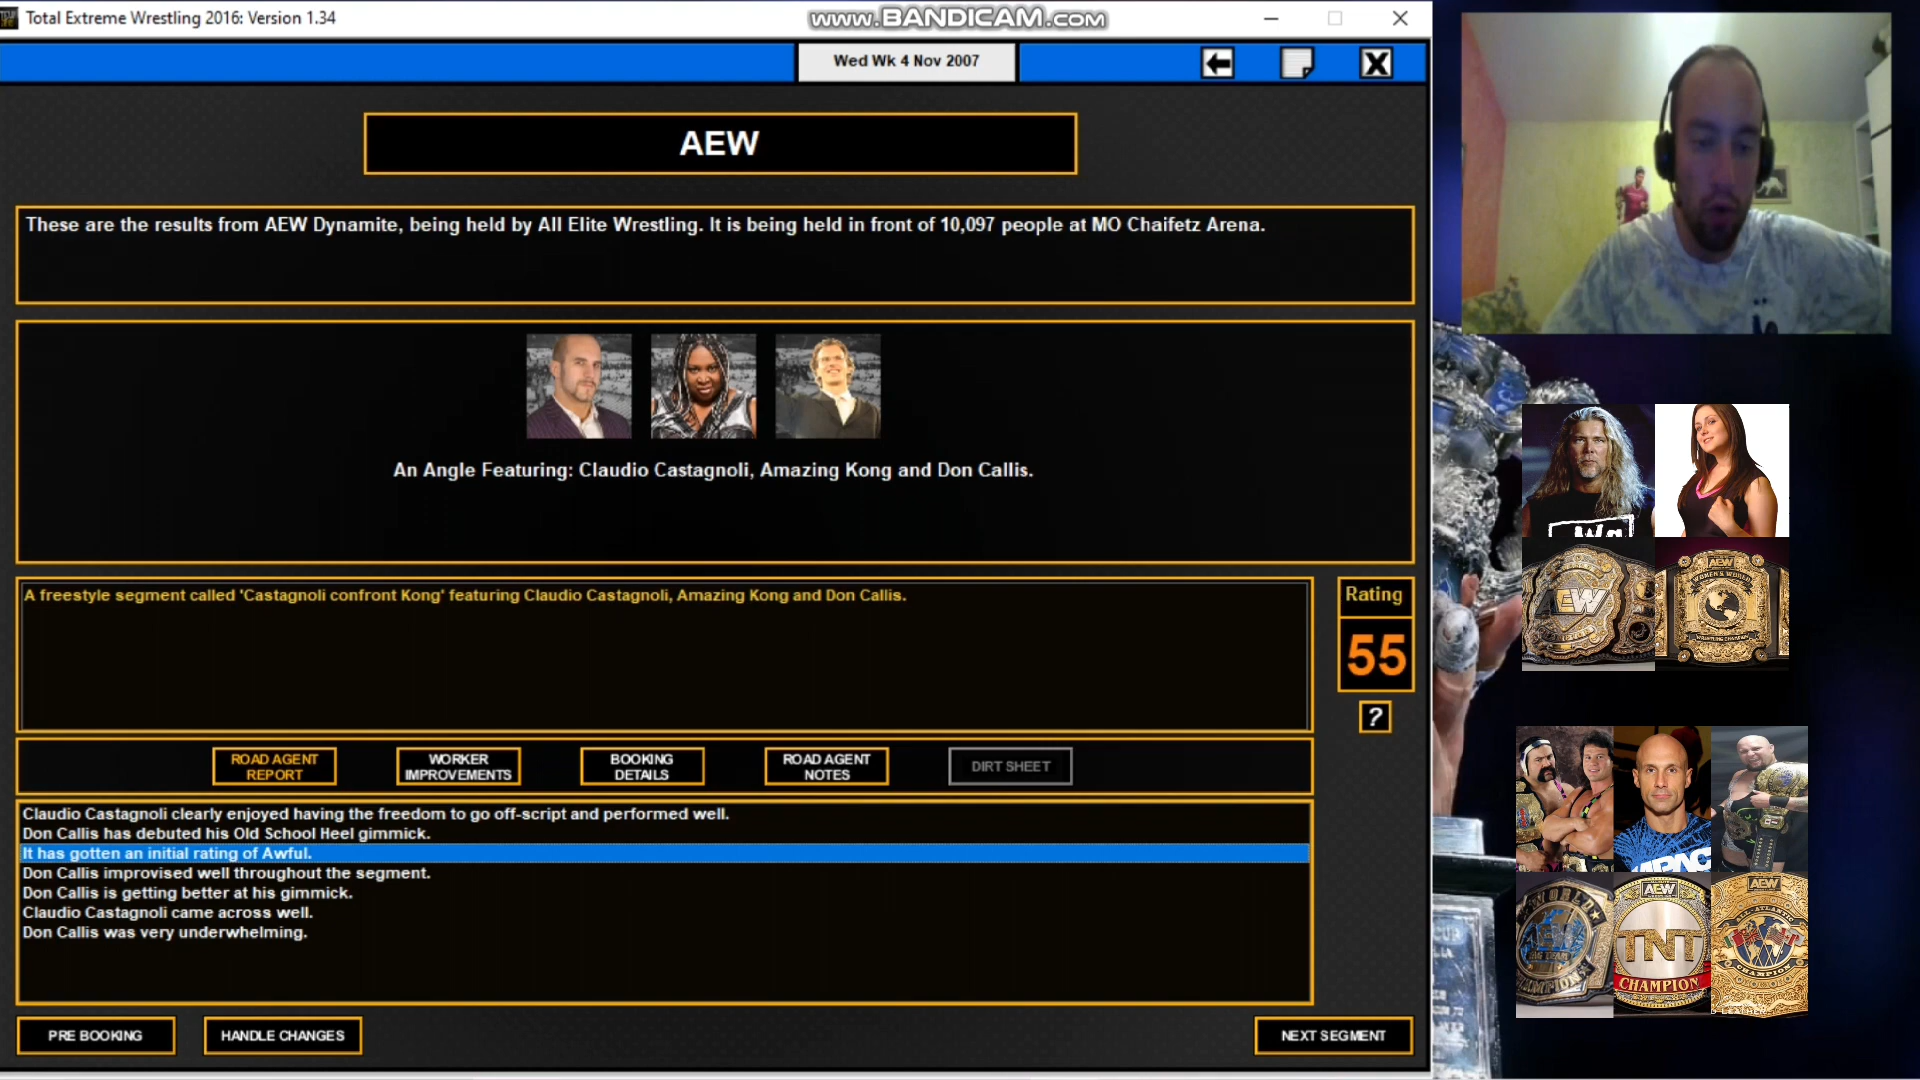 Total Extreme Wrestling 2016: Version 1.34
www.BANDICAM.com
Wed Wk 4 Nov 2007
AEW
These are the results from AEW Dynamite, being held by All Elite Wrestling. It is being held in front of 10,097 people at MO Chaifetz Arena.
An Angle Featuring: Claudio Castagnoli, Amazing Kong and Don Callis.
A freestyle segment called 'Castagnoli confront Kong' featuring Claudio Castagnoli, Amazing Kong and Don Callis.
Rating
55
?
ROAD AGENT REPORT
WORKER IMPROVEMENTS
BOOKING DETAILS
ROAD AGENT NOTES
DIRT SHEET
Claudio Castagnoli clearly enjoyed having the freedom to go off-script and performed well.
Don Callis has debuted his Old School Heel gimmick.
It has gotten an initial rating of Awful.
Don Callis improvised well throughout the segment.
Don Callis is getting better at his gimmick.
Claudio Castagnoli came across well.
Don Callis was very underwhelming.
PRE BOOKING
HANDLE CHANGES
NEXT SEGMENT
AEW
AEW
WOMEN'S WORLD
WORLD
AEW
TNT
CHAMPION
AEW
ALL-ATLANTIC
CHAMPION